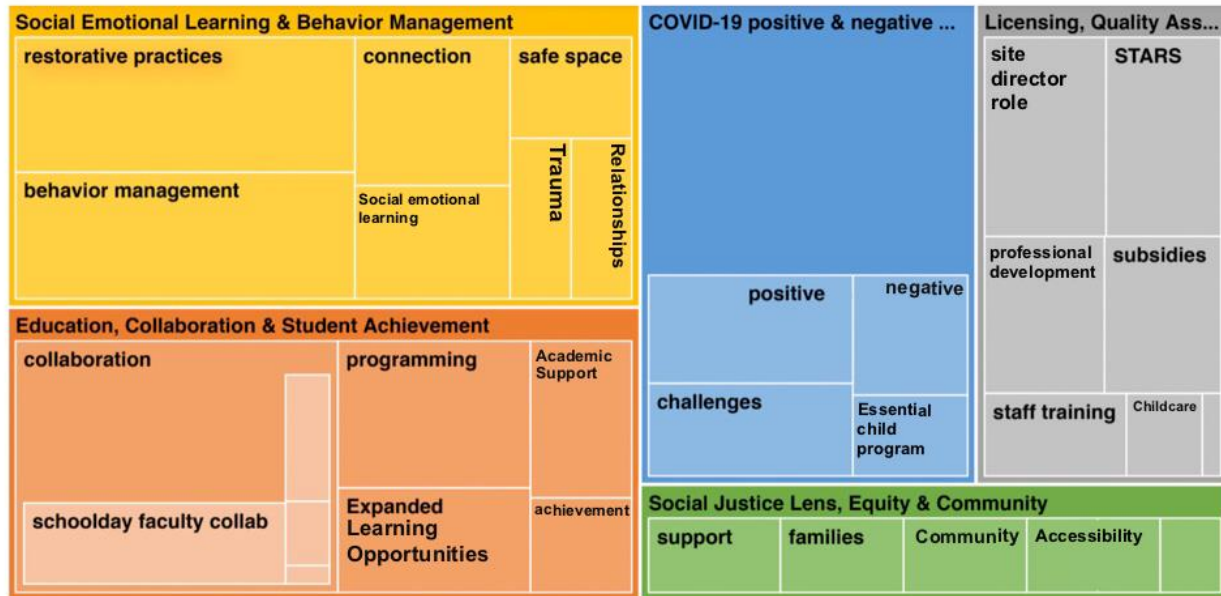 Social Emotional Learning & Behavior Management
restorative practices
connection
safe space
behavior management
Social emotional
learning
Trauma
Relationships
Education, Collaboration & Student Achievement
collaboration
programming
Academic
Support
schoolday faculty collab
Expanded
Learning
Opportunities
achievement
COVID-19 positive & negative ...
positive
negative
challenges
Essential
child
program
Licensing, Quality Ass...
site
director
role
STARS
professional
development
subsidies
staff training
Childcare
Social Justice Lens, Equity & Community
support
families
Community
Accessibility